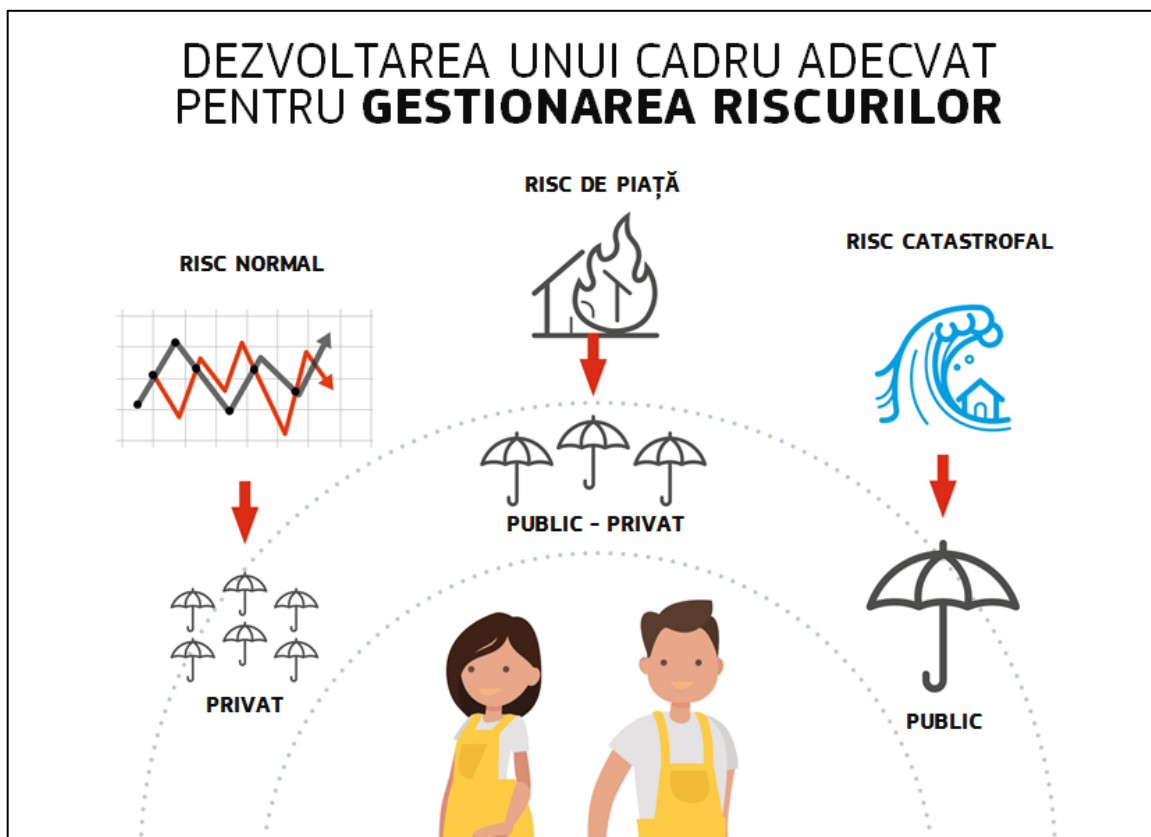 DEZVOLTAREA UNUI CADRU ADECVAT
PENTRU GESTIONAREA RISCURILOR
RISC DE PIAȚĂ
RISC NORMAL
RISC CATASTROFAL
PUBLIC - PRIVAT
PRIVAT
PUBLIC